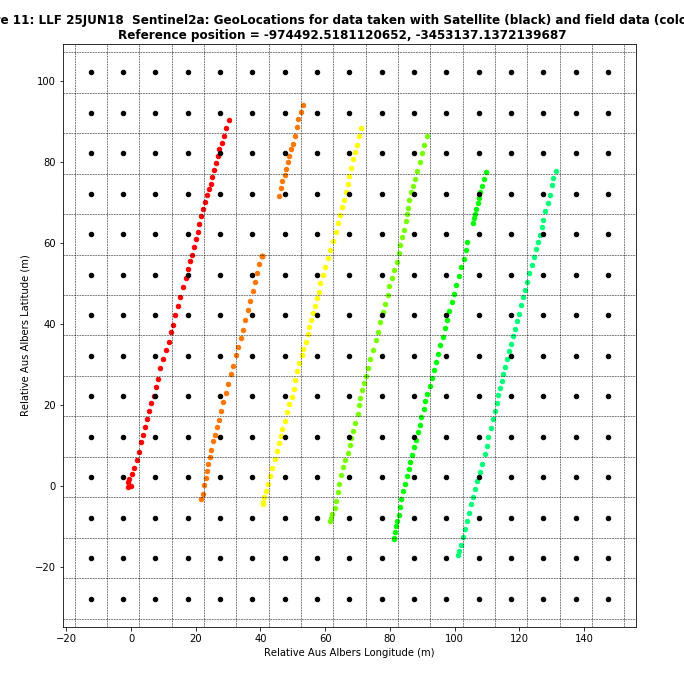 e 11: LLF 25JUN18 Sentinel2a: GeoLocations for data taken with Satellite (black) and field data (colo
Reference position = -974492.5181120652, -3453137.1372139687
100
80
60
40
20
0
−20
Relative Aus Albers Latitude (m)
−20 0 20 40 60 80 100 120 140
Relative Aus Albers Longitude (m)